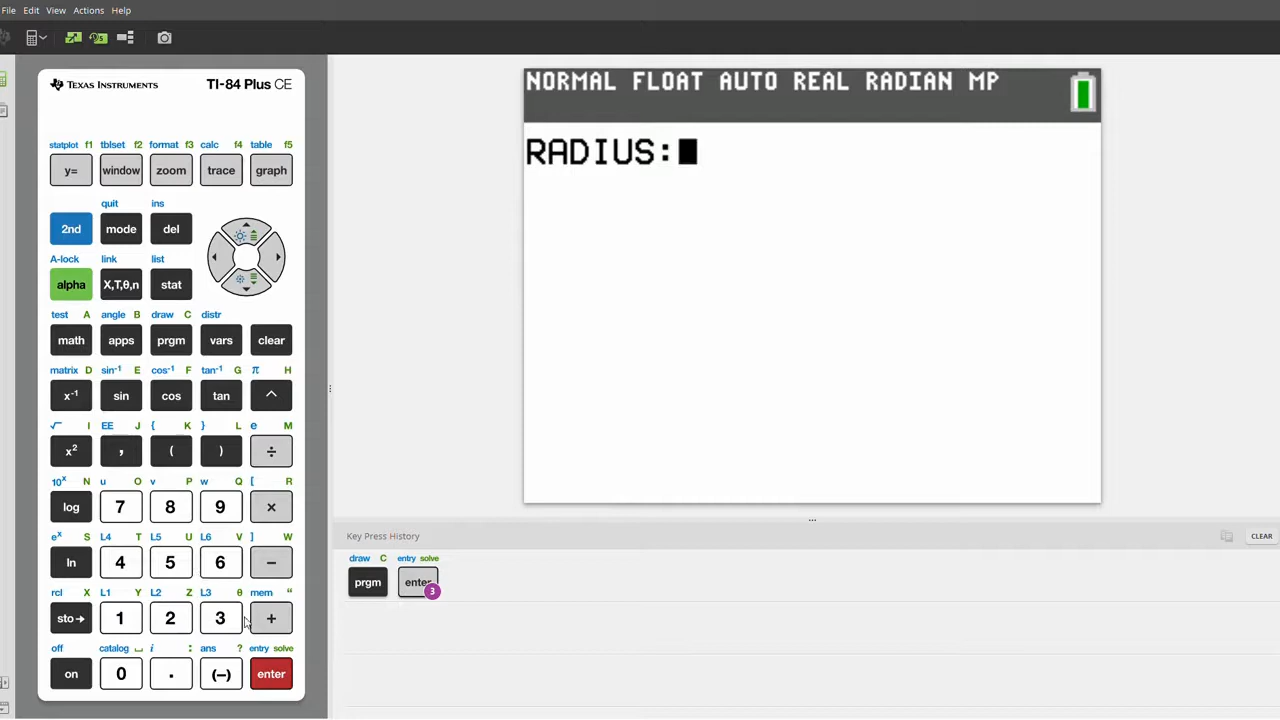 File Edit View Actions Help
TEXAS INSTRUMENTS TI-84 Plus CE
statplot f1 tblset f2 format f3 calc f4 table f5
y= window zoom trace graph
quit ins
2nd mode del
A-lock link list
alpha X,T,θ,n stat
test A angle B draw C distr
math apps prgm vars clear
matrix D sin⁻¹ E cos⁻¹ F tan⁻¹ G π H
x⁻¹ sin cos tan ^
√ I EE J { K } L e M
x² , ( ) ÷
10ˣ N u O v P w Q [ R
log 7 8 9 ×
eˣ S L4 T L5 U L6 V ] W
ln 4 5 6 −
rcl X L1 Y L2 Z L3 θ mem “
sto→ 1 2 3 +
off catalog ⎵ i : ans ? entry solve
on 0 . (−) enter
NORMAL FLOAT AUTO REAL RADIAN MP
RADIUS:
Key Press History
CLEAR
draw C entry solve
prgm enter
3